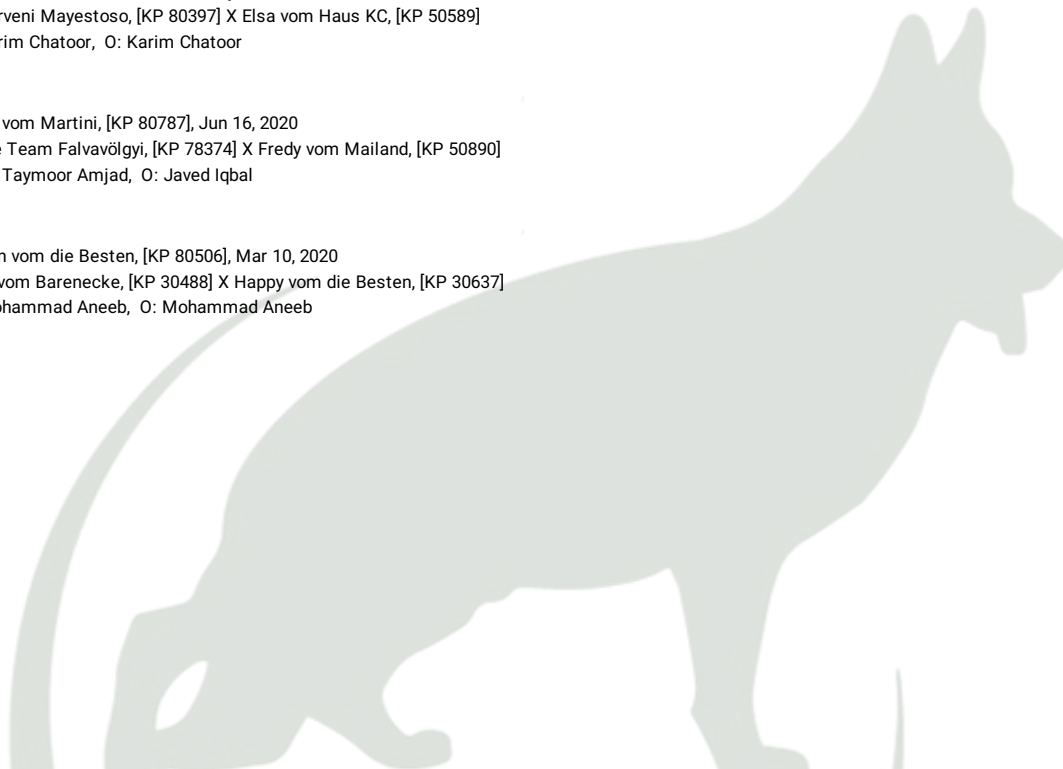 rveni Mayestoso, [KP 80397] X Elsa vom Haus KC, [KP 50589]
rim Chatoor, O: Karim Chatoor
vom Martini, [KP 80787], Jun 16, 2020
e Team Falvavölgyi, [KP 78374] X Fredy vom Mailand, [KP 50890]
Taymoor Amjad, O: Javed Iqbal
n vom die Besten, [KP 80506], Mar 10, 2020
vom Barenecke, [KP 30488] X Happy vom die Besten, [KP 30637]
ohammad Aneeb, O: Mohammad Aneeb